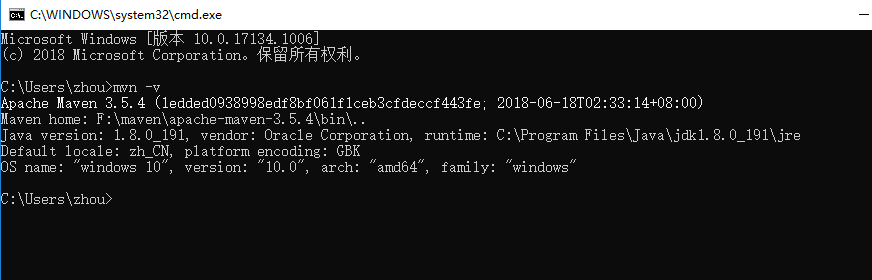 C:\WINDOWS\system32\cmd.exe
Microsoft Windows [版本 10.0.17134.1006]
(c) 2018 Microsoft Corporation。保留所有权利。
C:\Users\zhou>mvn -v
Apache Maven 3.5.4 (1edded0938998edf8bf061f1ceb3cfdeccf443fe; 2018-06-18T02:33:14+08:00)
Maven home: F:\maven\apache-maven-3.5.4\bin\..
Java version: 1.8.0_191, vendor: Oracle Corporation, runtime: C:\Program Files\Java\jdk1.8.0_191\jre
Default locale: zh_CN, platform encoding: GBK
OS name: "windows 10", version: "10.0", arch: "amd64", family: "windows"
C:\Users\zhou>